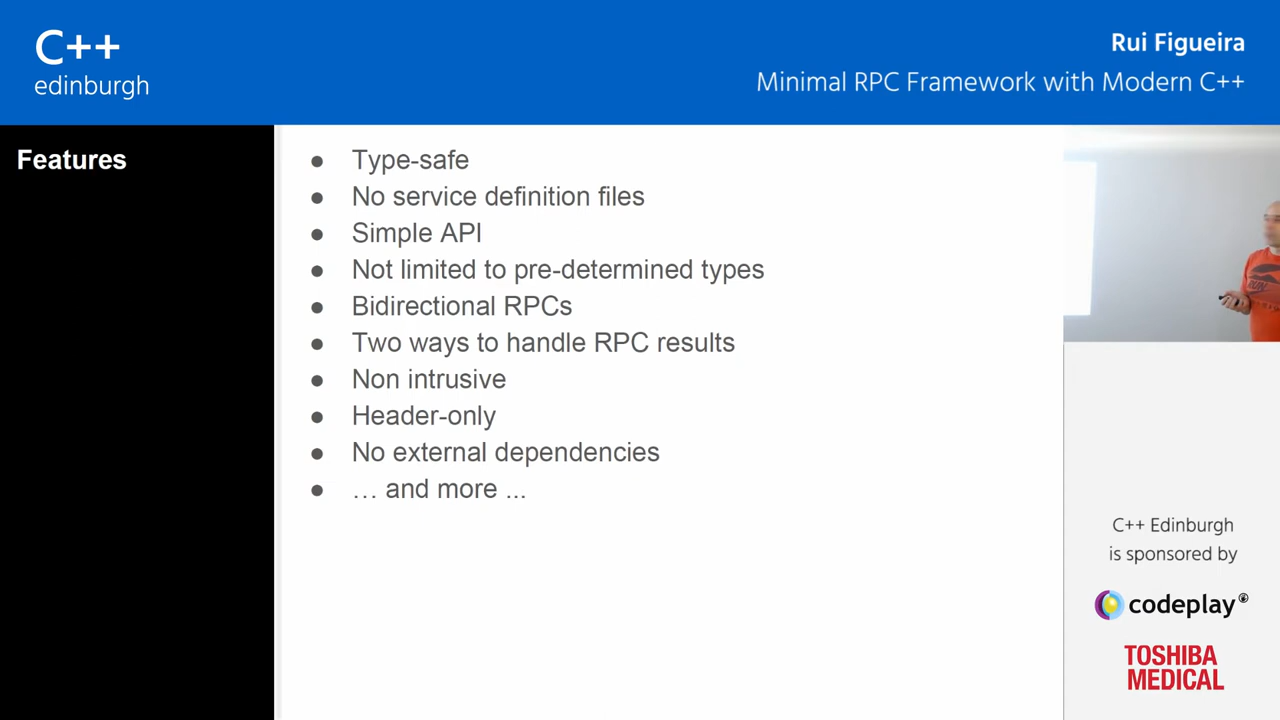 C++
edinburgh
Rui Figueira
Minimal RPC Framework with Modern C++
Features
● Type-safe
● No service definition files
● Simple API
● Not limited to pre-determined types
● Bidirectional RPCs
● Two ways to handle RPC results
● Non intrusive
● Header-only
● No external dependencies
● … and more ...
C++ Edinburgh
is sponsored by
codeplay
TOSHIBA
MEDICAL